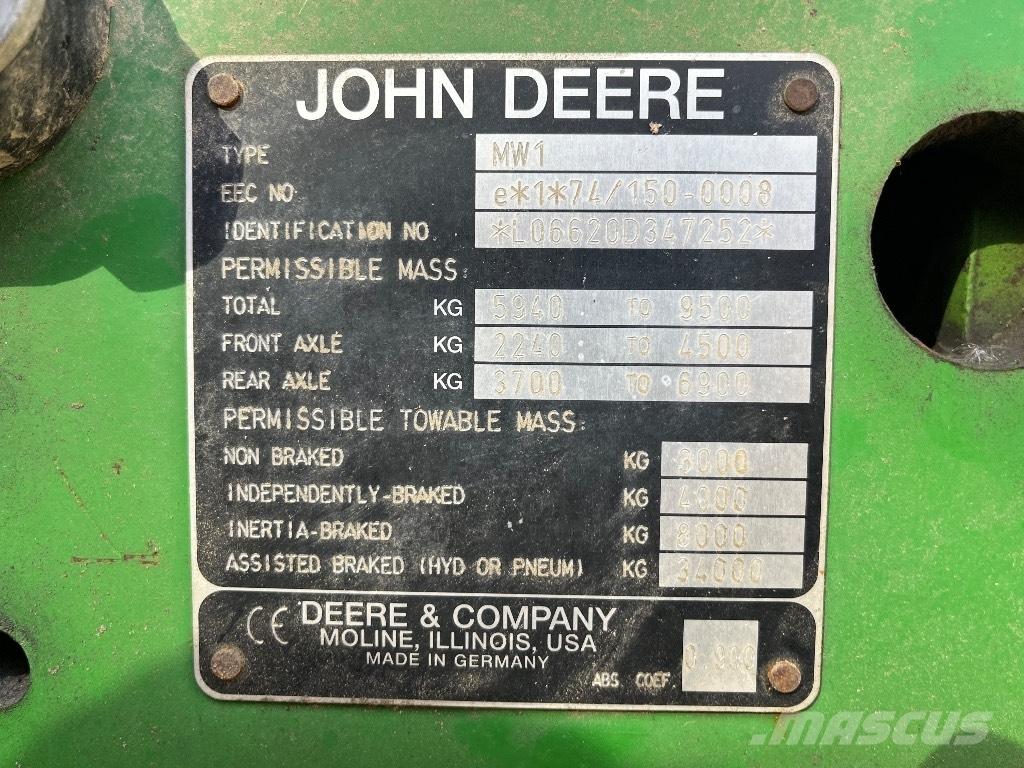 JOHN DEERE
TYPE MW1
EEC NO e*1*74/150-0008
IDENTIFICATION NO. *L06620D347252*
PERMISSIBLE MASS:
TOTAL KG 5940 TO 9500
FRONT AXLE KG 2240 TO 4500
REAR AXLE KG 3700 TO 6900
PERMISSIBLE TOWABLE MASS:
NON BRAKED KG
INDEPENDENTLY-BRAKED KG 4000
INERTIA-BRAKED KG 8000
ASSISTED BRAKED (HYD OR PNEUM) KG 34000
CE DEERE & COMPANY
MOLINE, ILLINOIS, USA
MADE IN GERMANY
ABS. COEF.
MASCUS